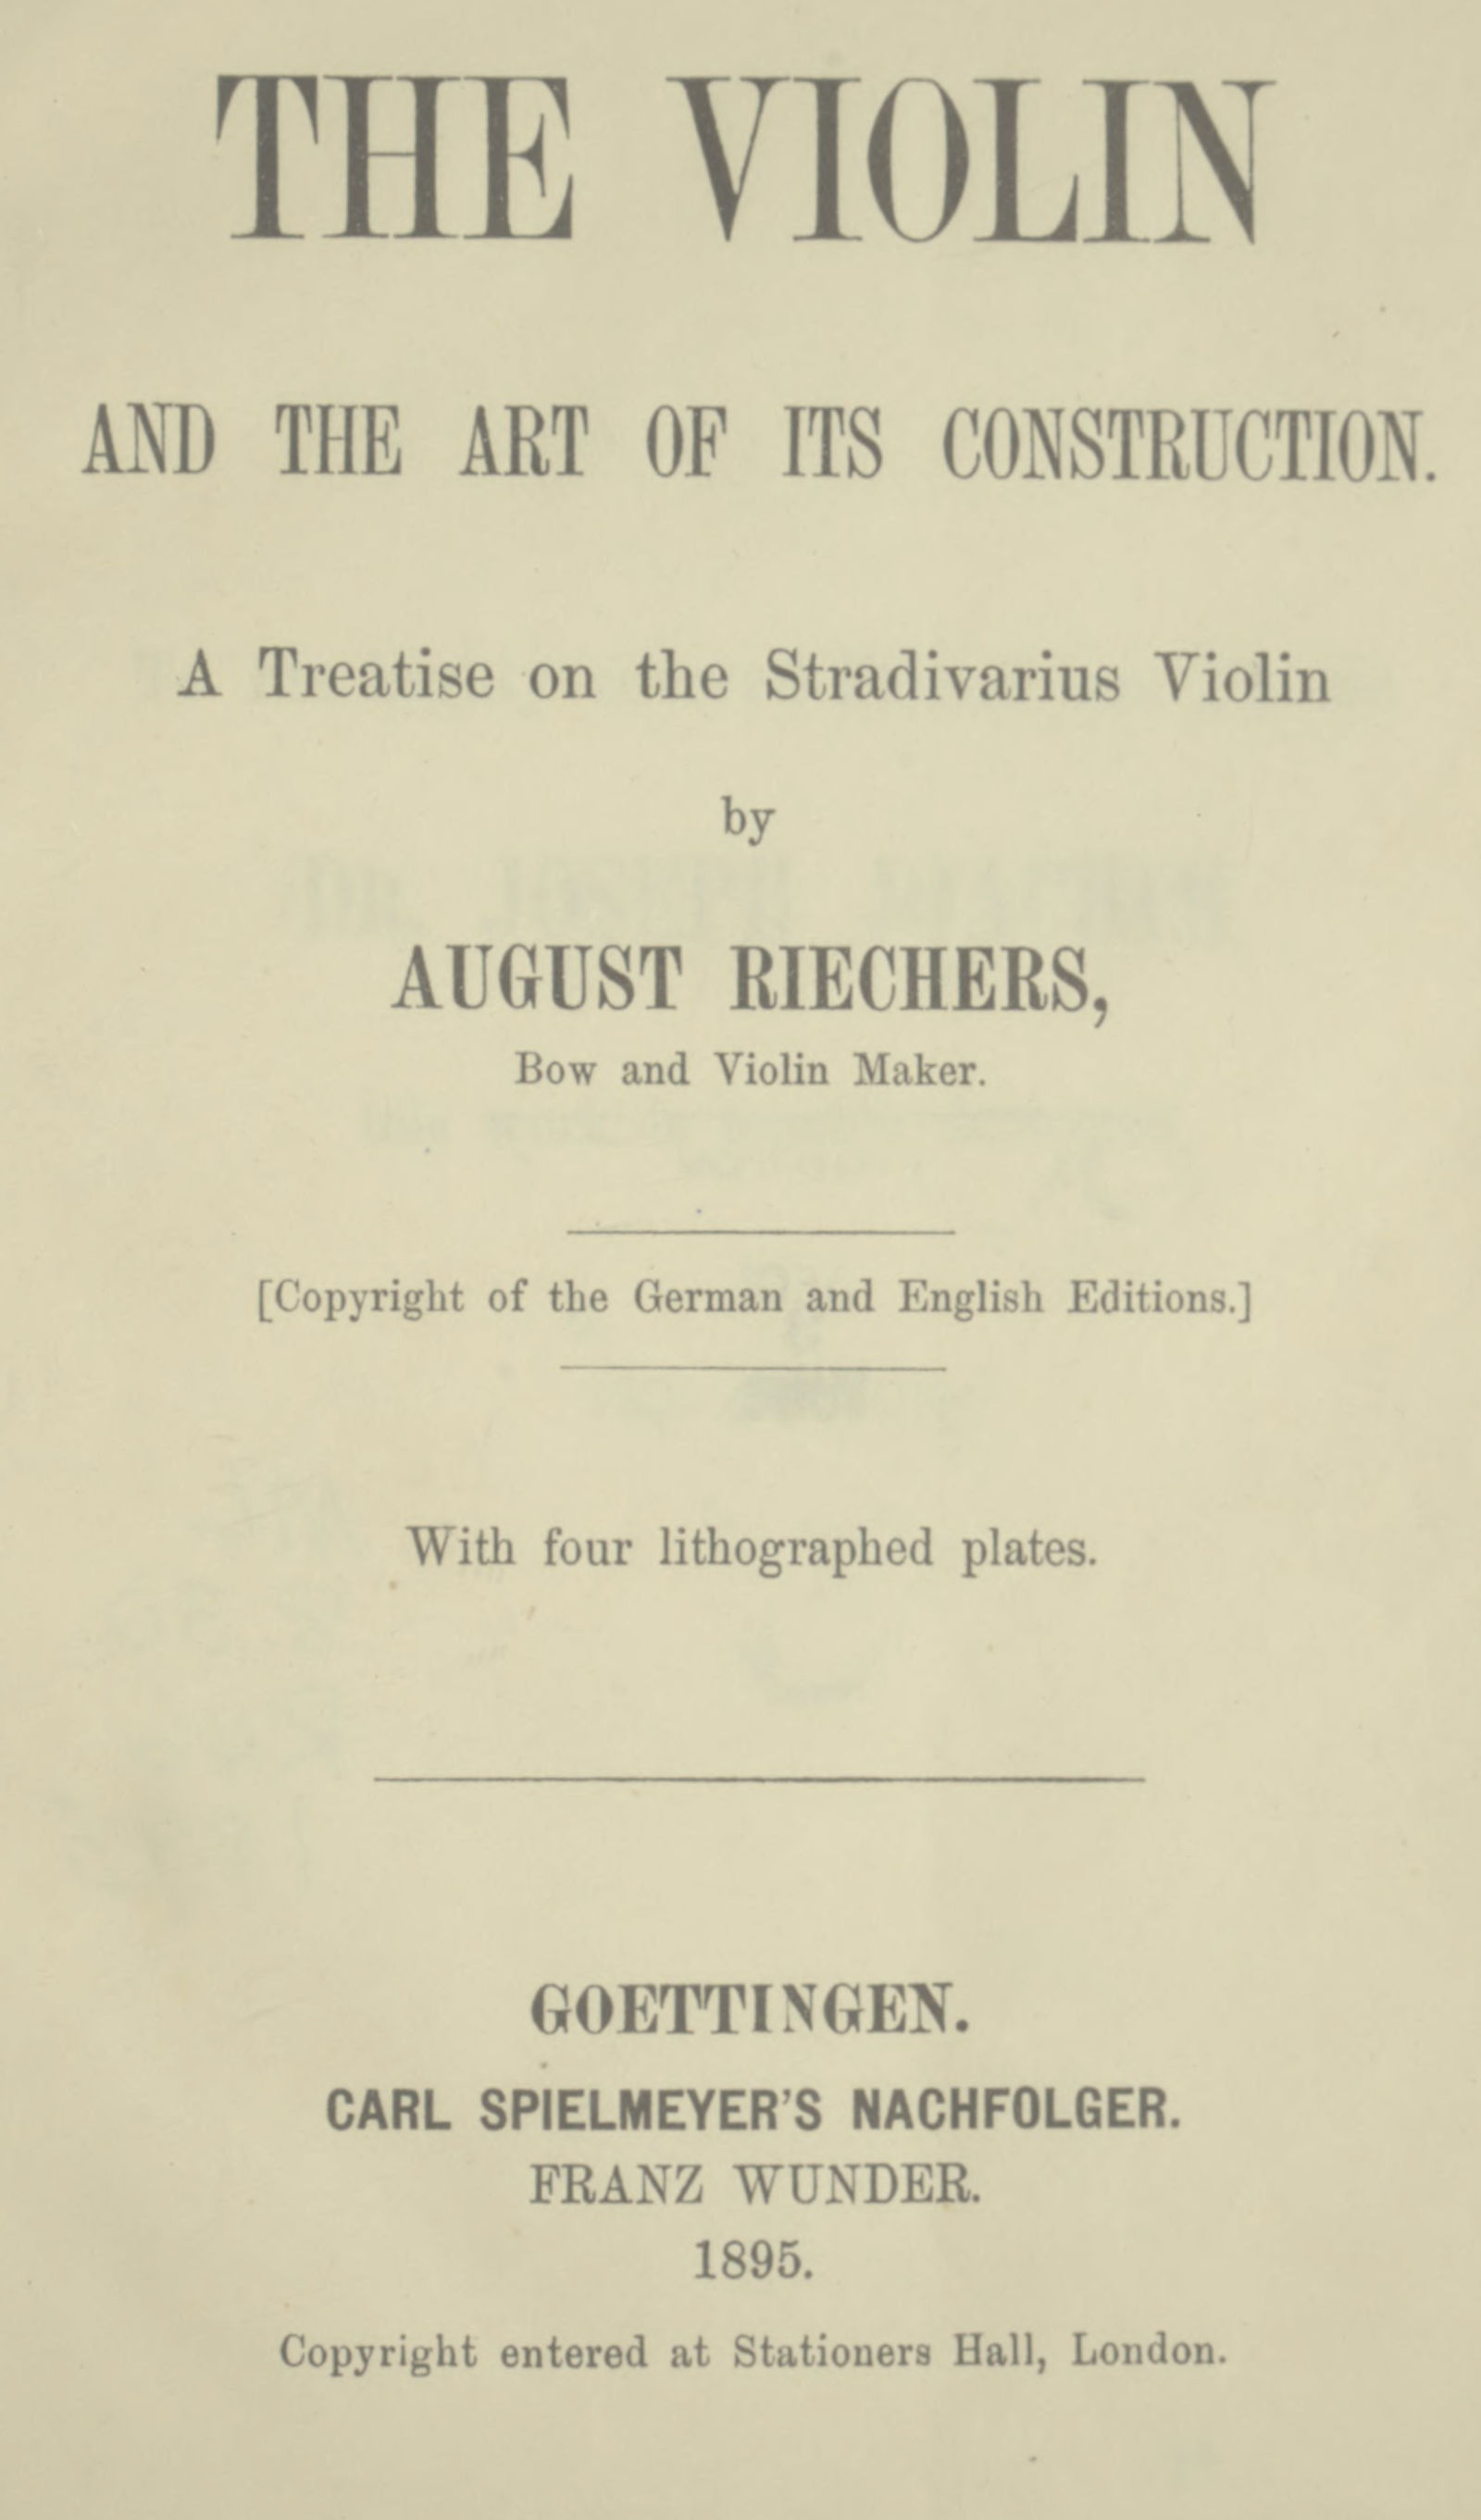 THE VIOLIN
AND THE ART OF ITS CONSTRUCTION.
A Treatise on the Stradivarius Violin
by
AUGUST RIECHERS,
Bow and Violin Maker.
[Copyright of the German and English Editions.]
With four lithographed plates.
GOETTINGEN.
CARL SPIELMEYER'S NACHFOLGER.
FRANZ WUNDER.
1895.
Copyright entered at Stationers Hall, London.